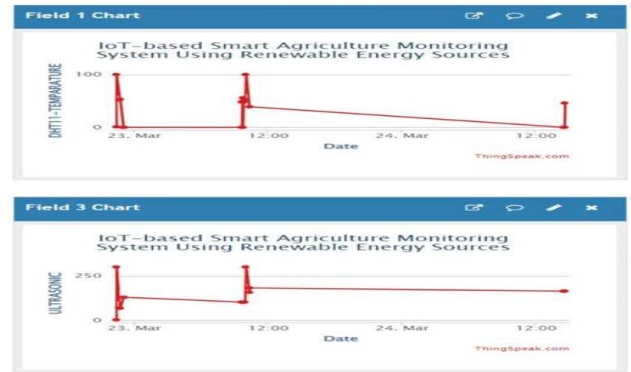 Field 1 Chart
IoT-based Smart Agriculture Monitoring
System Using Renewable Energy Sources
DHT11-TEMPARATURE
100
0
23. Mar
12:00
24. Mar
12:00
Date
ThingSpeak.com
Field 3 Chart
IoT-based Smart Agriculture Monitoring
System Using Renewable Energy Sources
ULTRASONIC
250
0
23. Mar
12:00
24. Mar
12:00
Date
ThingSpeak.com